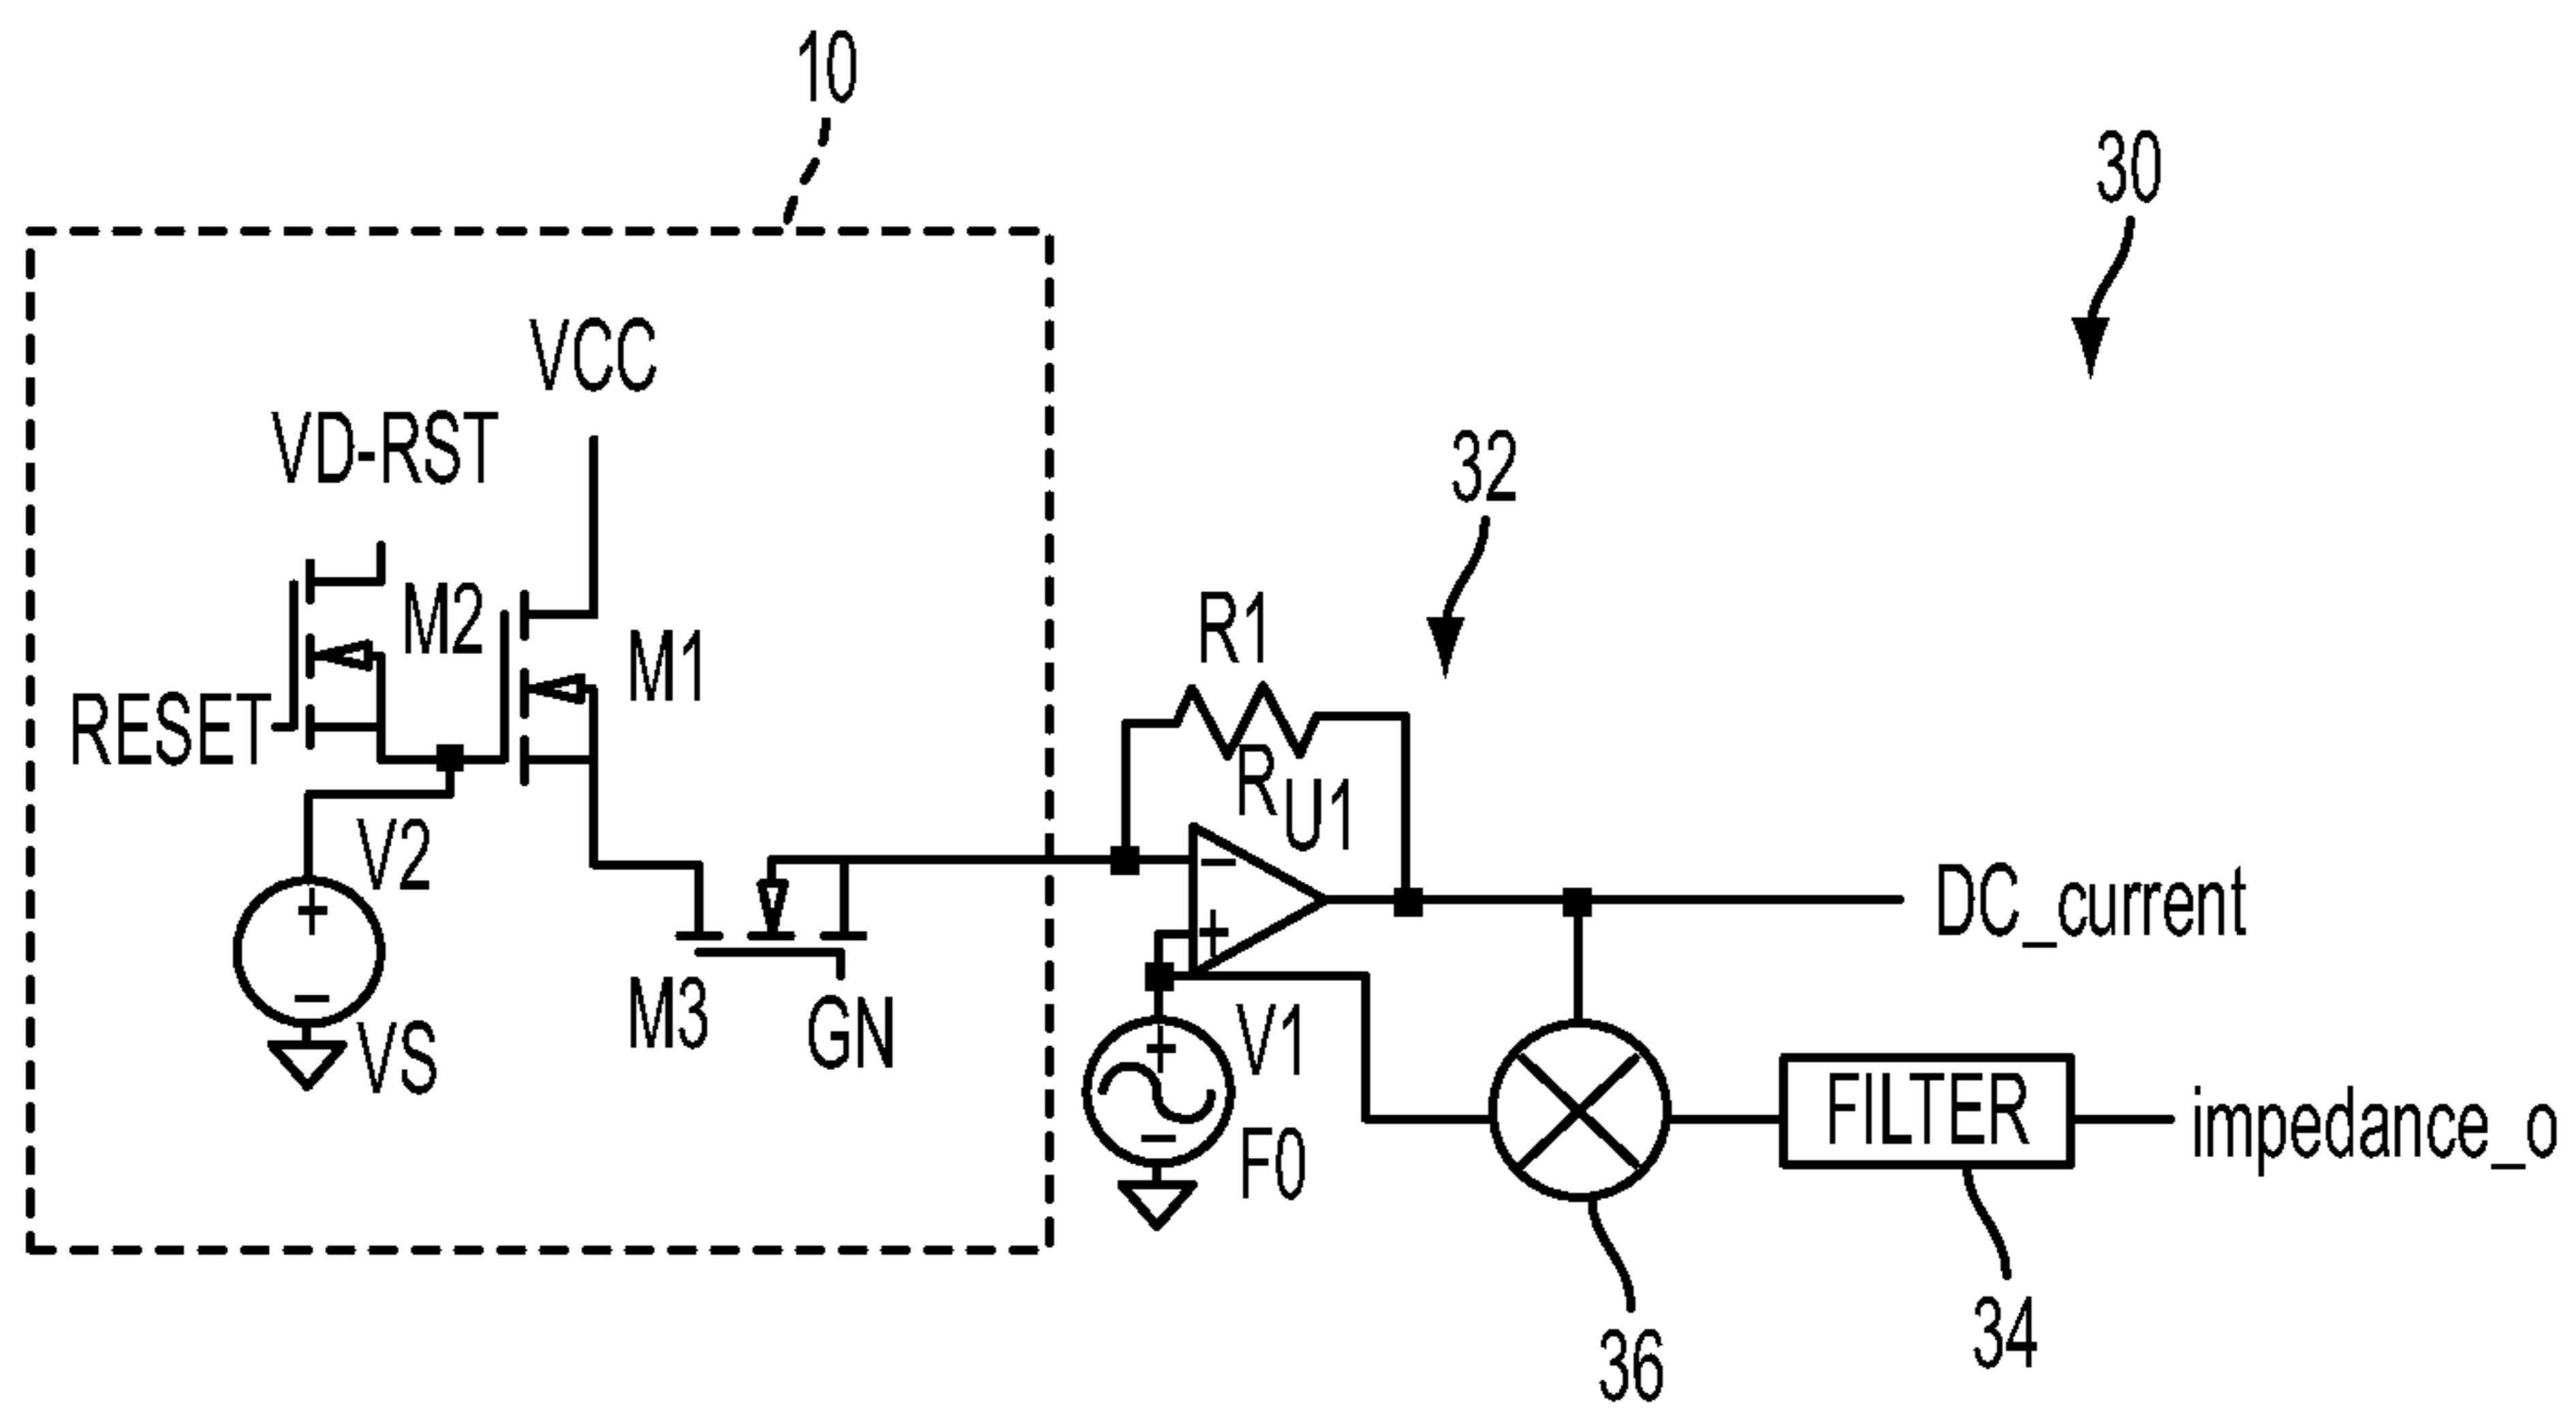 10
30
VCC
VD-RST
32
M2
R1
M1
RESET
R
U1
V2
DC_current
M3
GN
V1
VS
FILTER
impedance_o
F0
34
36